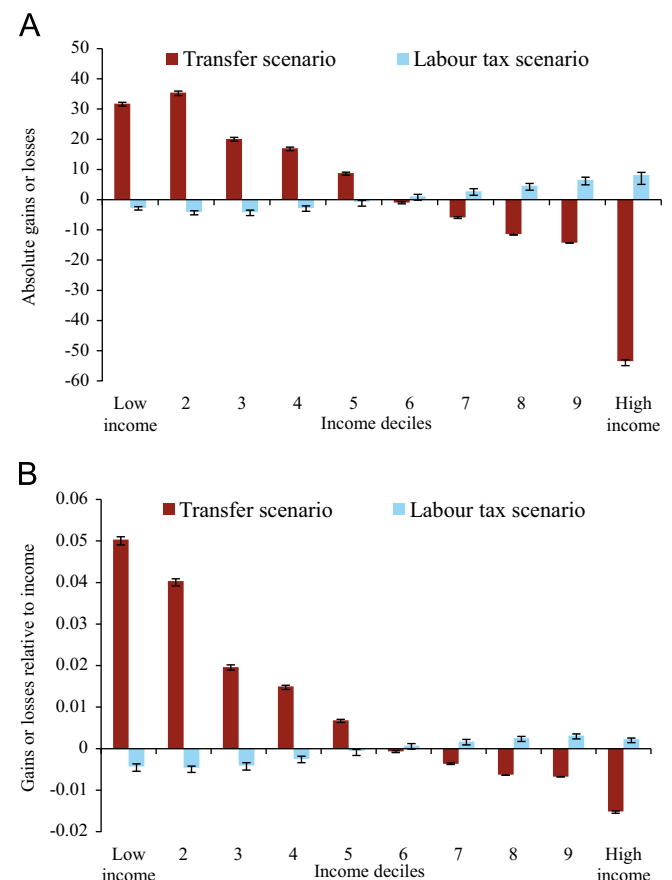 A
50
Transfer scenario
Labour tax scenario
40
30
20
10
0
-10
-20
-30
-40
-50
-60
Absolute gains or losses
Low income
2
3
4
5
6
7
8
9
High income
Income deciles
B
0.06
Transfer scenario
Labour tax scenario
0.05
0.04
0.03
0.02
0.01
0
-0.01
-0.02
Gains or losses relative to income
Low income
2
3
4
5
6
7
8
9
High income
Income deciles